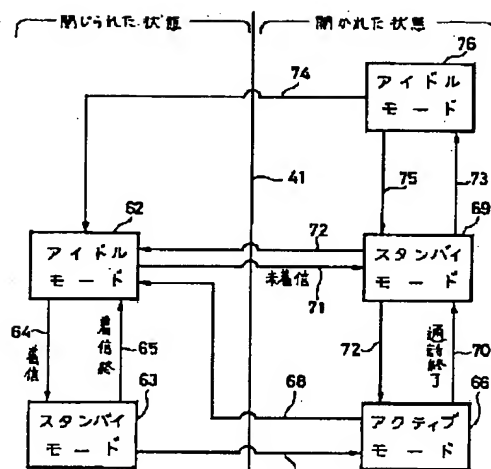 閉じられた状態
開かれた状態
76
74
アイドル
モード
41
75
73
62
69
アイドル
モード
72
スタンバイ
モード
未着信
71
64
着信
65
着信終
72
通話終了
70
63
68
66
スタンバイ
モード
アクティブ
モード